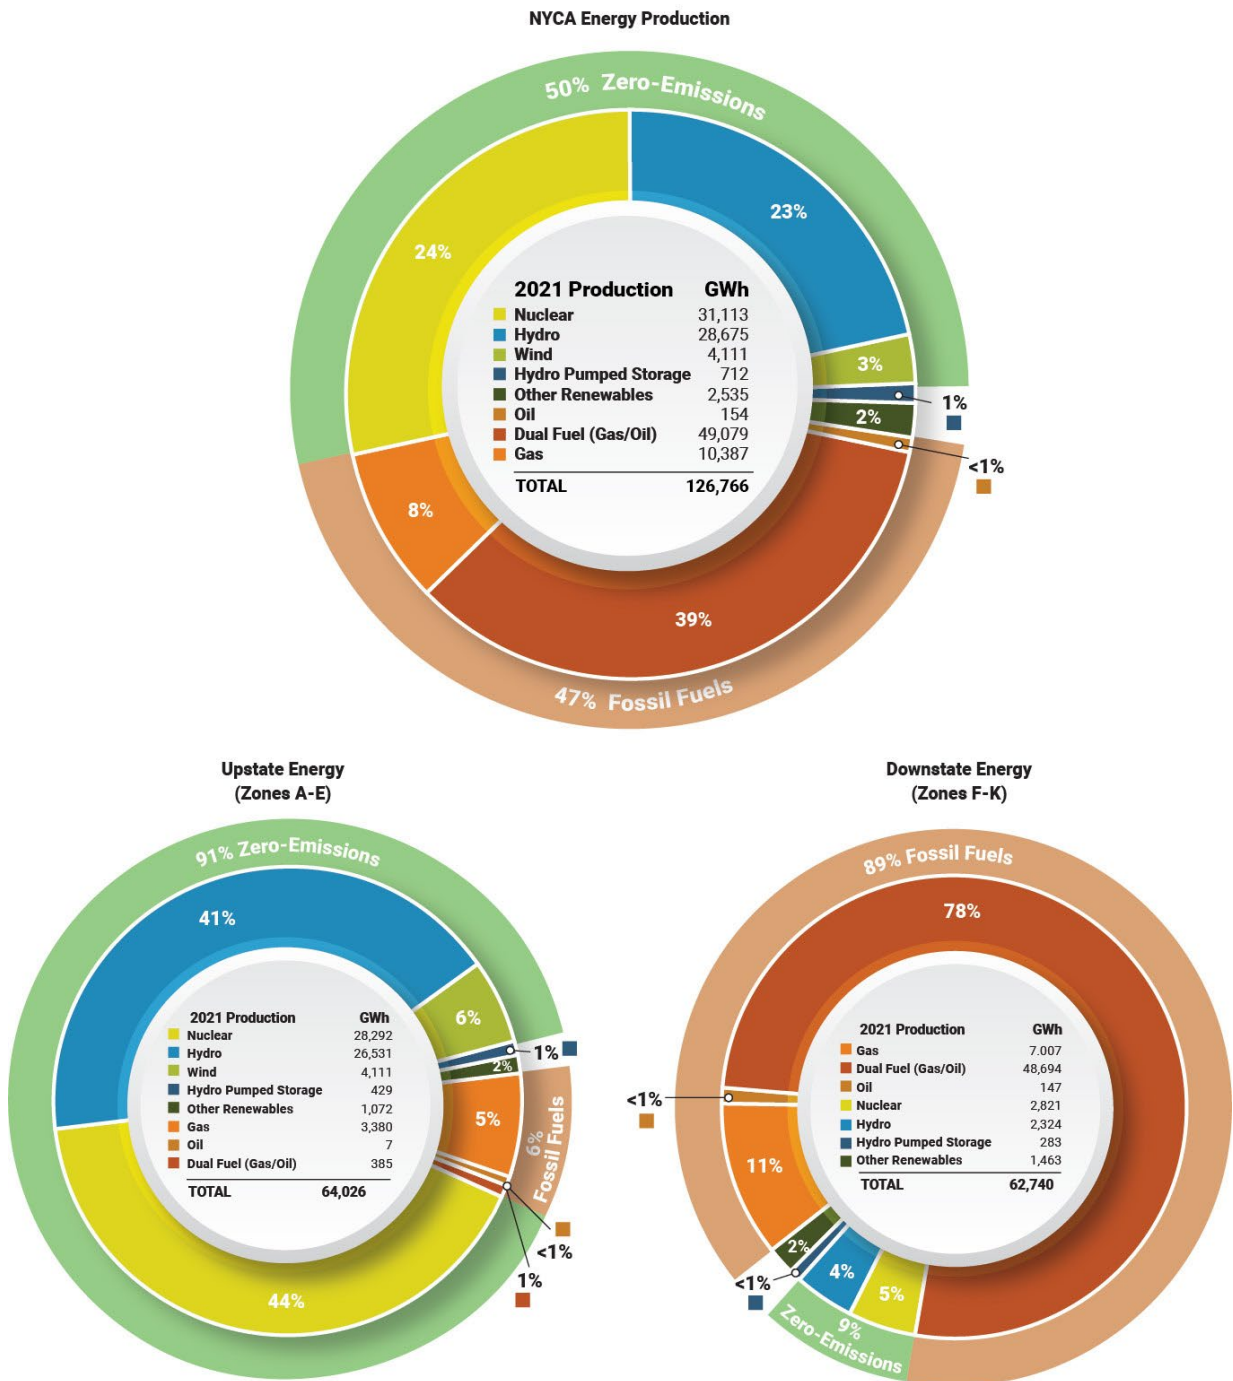 NYCA Energy Production
50% Zero-Emissions
24%
23%
3%
1%
2%
<1%
8%
39%
47% Fossil Fuels
2021 Production GWh
Nuclear 31,113
Hydro 28,675
Wind 4,111
Hydro Pumped Storage 712
Other Renewables 2,535
Oil 154
Dual Fuel (Gas/Oil) 49,079
Gas 10,387
TOTAL 126,766
Upstate Energy
(Zones A-E)
91% Zero-Emissions
41%
6%
1%
2%
5%
6%
Fossil Fuels
<1%
1%
44%
2021 Production GWh
Nuclear 28,292
Hydro 26,531
Wind 4,111
Hydro Pumped Storage 429
Other Renewables 1,072
Gas 3,380
Oil 7
Dual Fuel (Gas/Oil) 385
TOTAL 64,026
Downstate Energy
(Zones F-K)
89% Fossil Fuels
78%
<1%
11%
2%
<1%
4%
5%
9%
Zero-Emissions
2021 Production GWh
Gas 7.007
Dual Fuel (Gas/Oil) 48,694
Oil 147
Nuclear 2,821
Hydro 2,324
Hydro Pumped Storage 283
Other Renewables 1,463
TOTAL 62,740